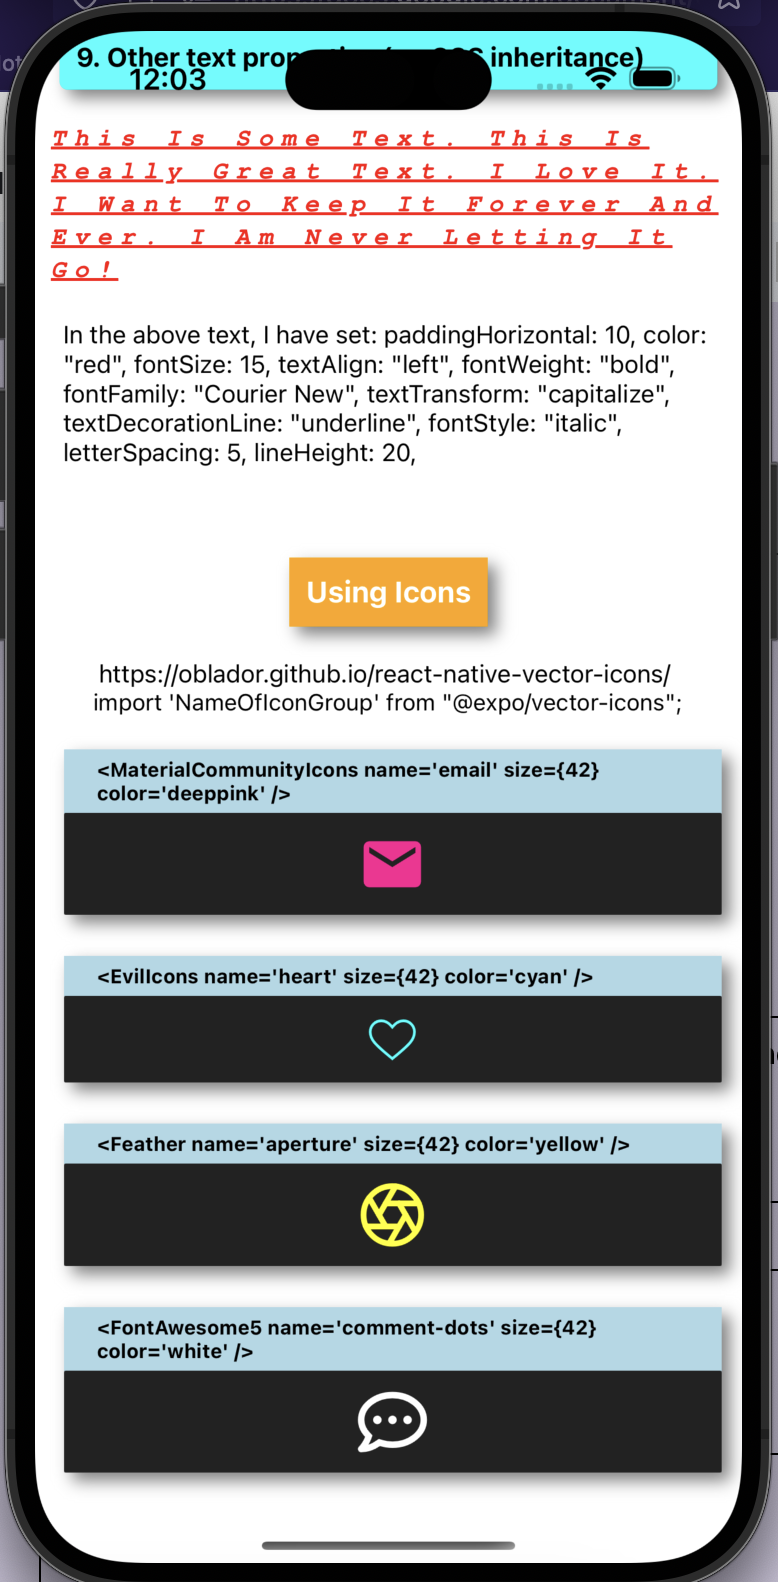 9. Other text inheritance)
12:03
This Is Some Text. This Is
Really Great Text. I Love It.
I Want To Keep It Forever And
Ever. I Am Never Letting It
Go!
In the above text, I have set: paddingHorizontal: 10, color:
"red", fontSize: 15, textAlign: "left", fontWeight: "bold",
fontFamily: "Courier New", textTransform: "capitalize",
textDecorationLine: "underline", fontStyle: "italic",
letterSpacing: 5, lineHeight: 20,
Using Icons
https://oblador.github.io/react-native-vector-icons/
import 'NameOfIconGroup' from "@expo/vector-icons";
<MaterialCommunityIcons name='email' size={42}
color='deeppink' />
<EvilIcons name='heart' size={42} color='cyan' />
<Feather name='aperture' size={42} color='yellow' />
<FontAwesome5 name='comment-dots' size={42}
color='white' />